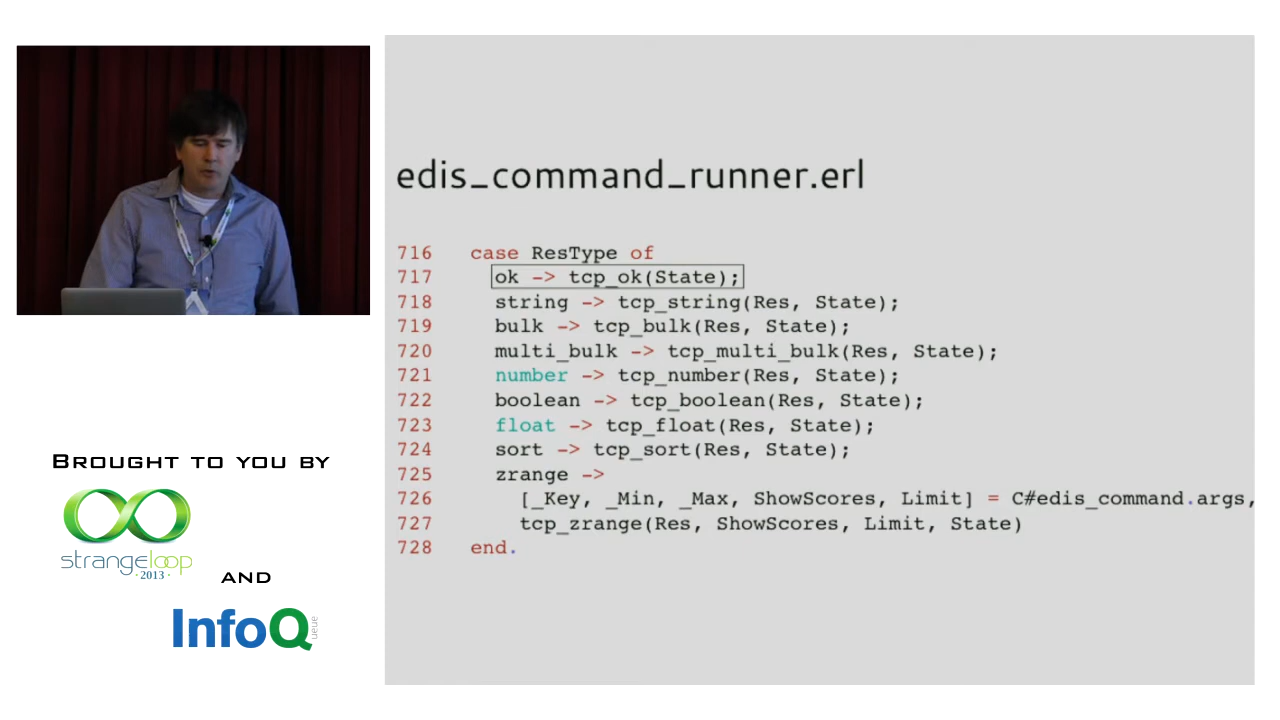 edis_command_runner.erl
716 case ResType of
717 ok -> tcp_ok(State);
718 string -> tcp_string(Res, State);
719 bulk -> tcp_bulk(Res, State);
720 multi_bulk -> tcp_multi_bulk(Res, State);
721 number -> tcp_number(Res, State);
722 boolean -> tcp_boolean(Res, State);
723 float -> tcp_float(Res, State);
724 sort -> tcp_sort(Res, State);
725 zrange ->
726 [_Key, _Min, _Max, ShowScores, Limit] = C#edis_command.args,
727 tcp_zrange(Res, ShowScores, Limit, State)
728 end.
BROUGHT TO YOU BY
strangeloop
·2013·
AND
InfoQ
ueue